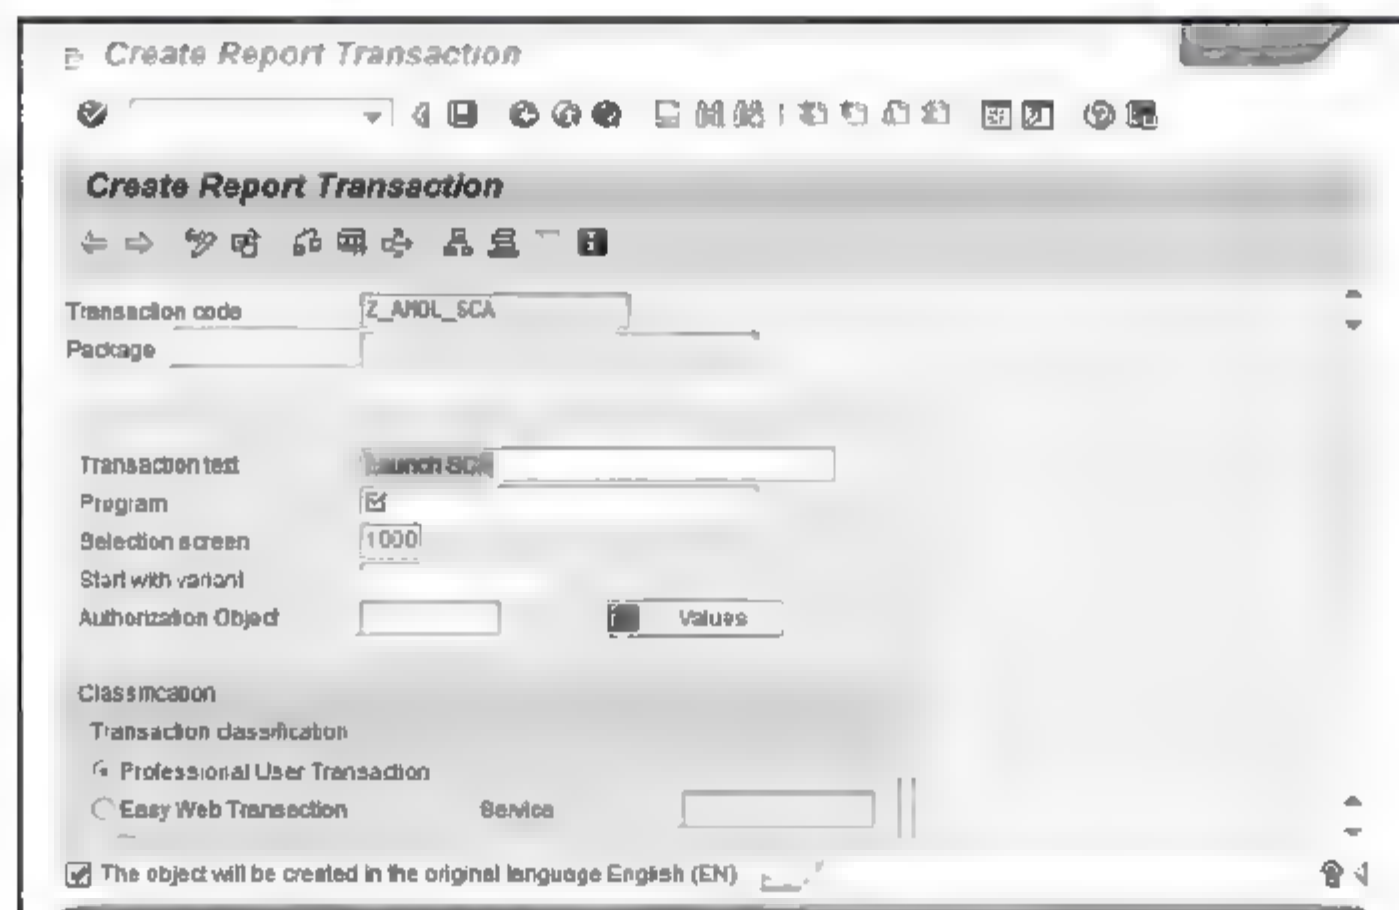 Create Report Transaction
Create Report Transaction
Transaction code Z_AMOL_SCA
Package
Transaction text Launch SCA
Program
Selection screen 1000
Start with variant
Authorization Object Values
Classification
Transaction classification
Professional User Transaction
Easy Web Transaction Service
The object will be created in the original language English (EN)